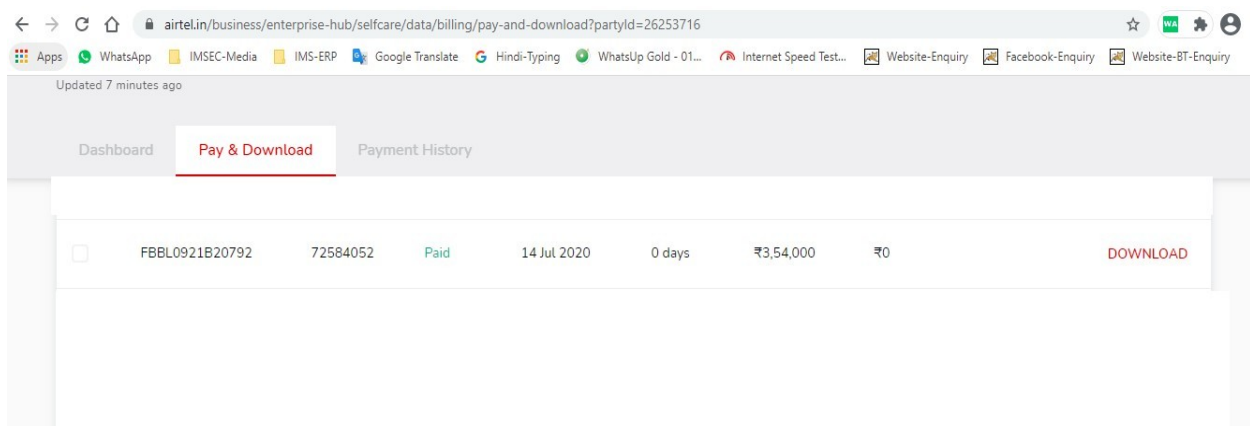 airtel.in/business/enterprise-hub/selfcare/data/billing/pay-and-download?partyId=26253716 WA
Apps WhatsApp IMSEC-Media IMS-ERP Google Translate G Hindi-Typing WhatsUp Gold - 01... Internet Speed Test... Website-Enquiry Facebook-Enquiry Website-BT-Enquiry
Updated 7 minutes ago
Dashboard Pay & Download Payment History
FBBL0921B20792 72584052 Paid 14 Jul 2020 0 days ₹3,54,000 ₹0 DOWNLOAD